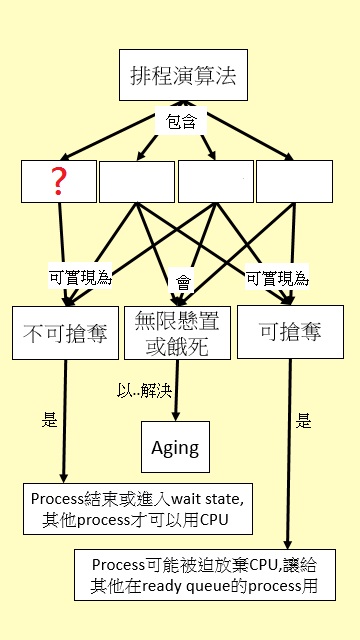 排程演算法
包含
?
可實現為
會
可實現為
不可搶奪
無限懸置
或餓死
可搶奪
是
以..解決
是
Aging
Process結束或進入wait state,
其他process才可以用CPU
Process可能被迫放棄CPU,讓給
其他在ready queue的process用